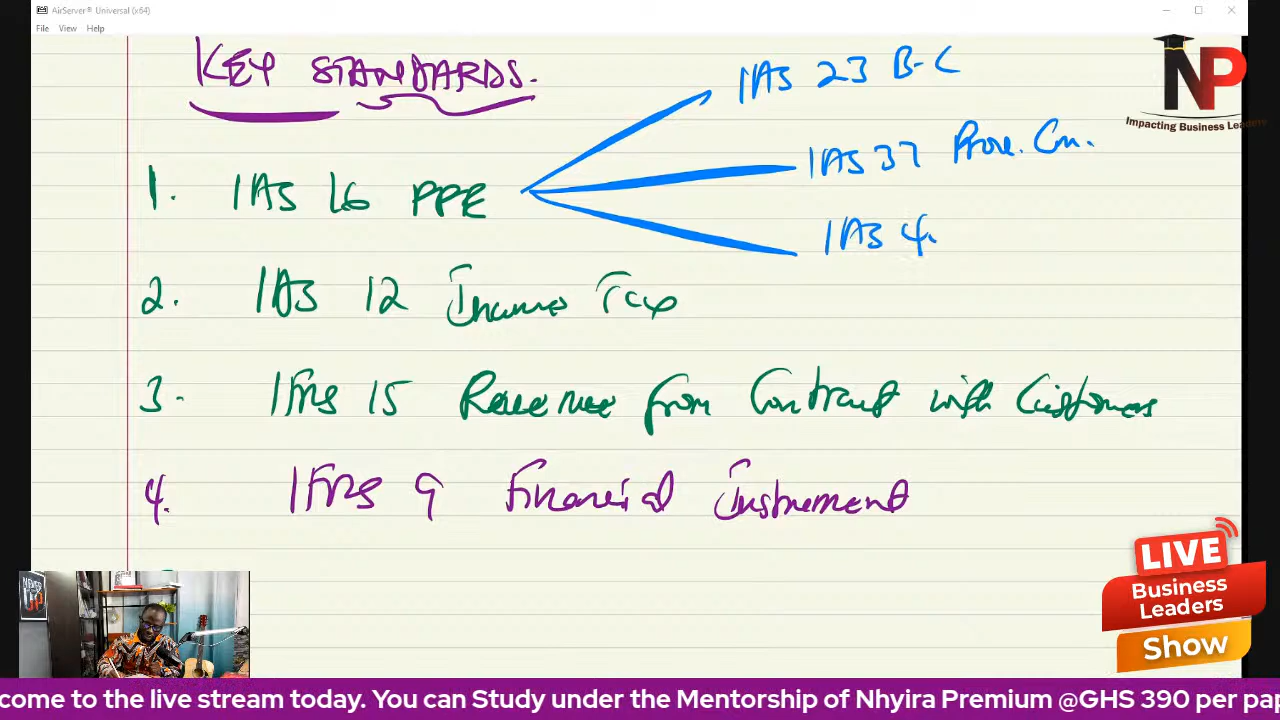 AirServer® Universal (x64)
File View Help
KEY STANDARDS.
IAS 23 B-C
IAS 37 Prov. Con.
1. IAS 16 PPE
IAS 4
2. IAS 12 Income Tax
3. IFRS 15 Revenue from Contract with Customers
4. IFRS 9 Financial Instrument
NP
Impacting Business Leaders
LIVE
Business
Leaders
Show
come to the live stream today. You can Study under the Mentorship of Nhyira Premium @GHS 390 per pap